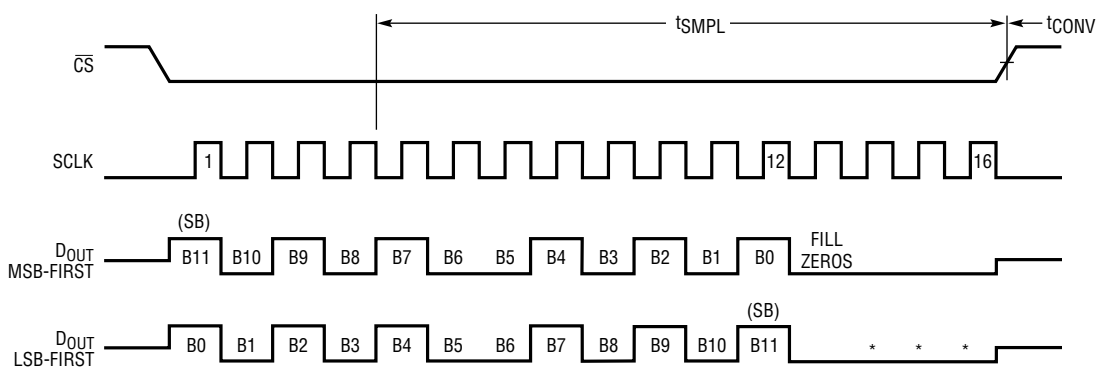 tSMPL
tCONV
CS
SCLK
1
12
16
(SB)
DOUT
MSB-FIRST
B11 B10 B9 B8 B7 B6 B5 B4 B3 B2 B1 B0
FILL
ZEROS
(SB)
DOUT
LSB-FIRST
B0 B1 B2 B3 B4 B5 B6 B7 B8 B9 B10 B11 * * *